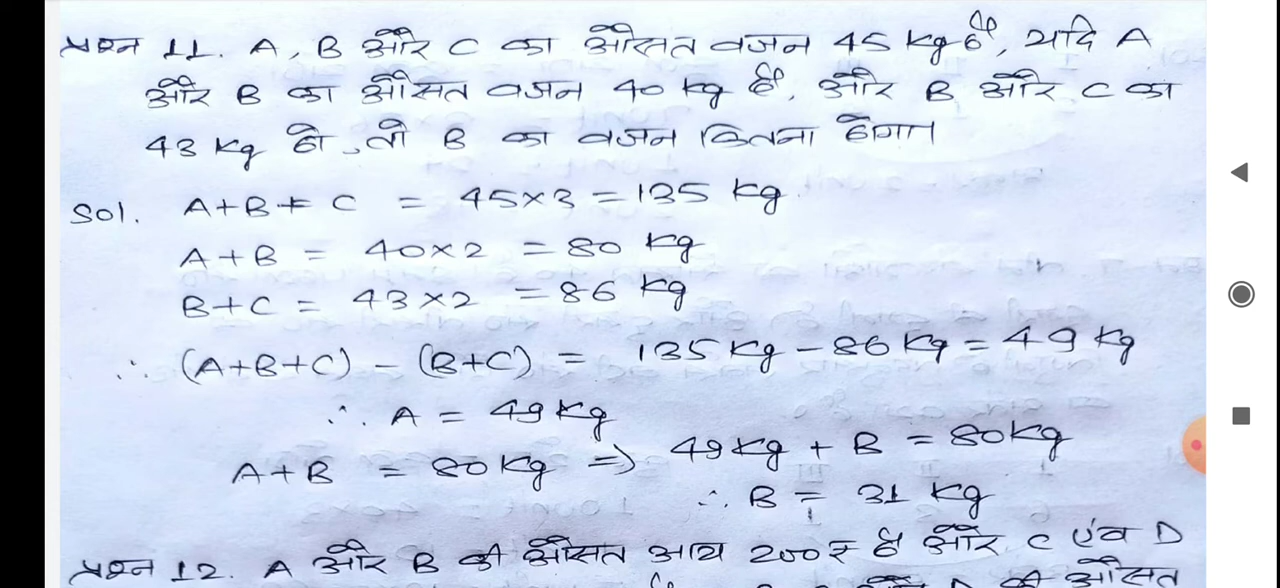 प्रश्न 11. A, B और C का औसत वजन 45 kg है, यदि A
और B का औसत वजन 40 kg हो, और B और C का
43 kg हो, तो B का वजन कितना होगा।
Sol. A+B+C = 45×3 = 135 kg.
A+B = 40×2 = 80 kg
B+C = 43×2 = 86 kg
∴ (A+B+C) - (B+C) = 135 kg - 86 kg = 49 kg
∴ A = 49 kg
A+B = 80 kg => 49 kg + B = 80 kg
∴ B = 31 kg
प्रश्न 12. A और B की औसत आय 200 ₹ है और C एंव D
की औसत